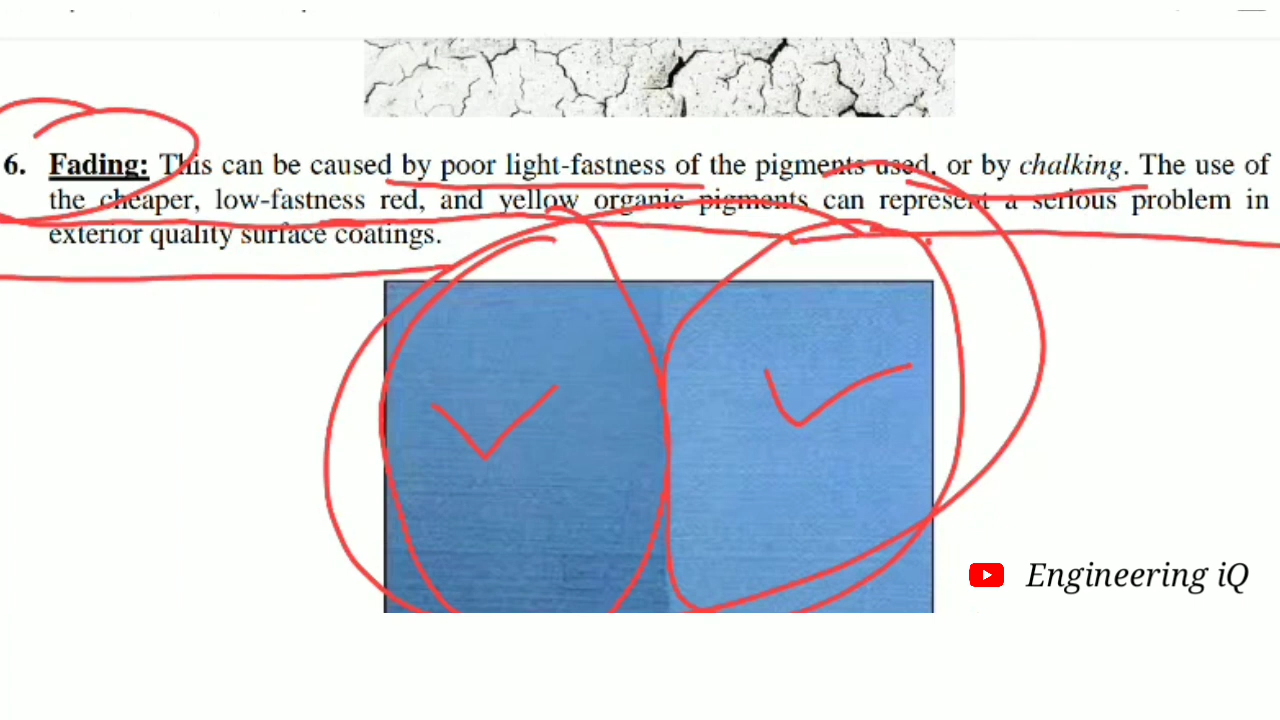 6. Fading: This can be caused by poor light-fastness of the pigments used, or by chalking. The use of
the cheaper, low-fastness red, and yellow organic pigments can represent a serious problem in
exterior quality surface coatings.
Engineering iQ